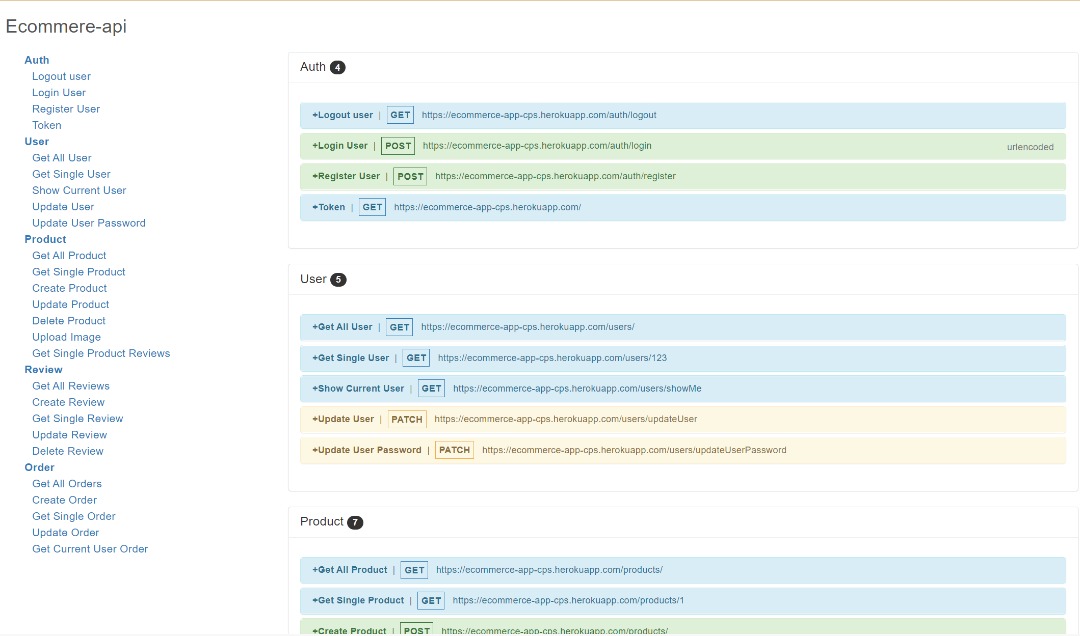 Ecommere-api
Auth
Logout user
Login User
Register User
Token
User
Get All User
Get Single User
Show Current User
Update User
Update User Password
Product
Get All Product
Get Single Product
Create Product
Update Product
Delete Product
Upload Image
Get Single Product Reviews
Review
Get All Reviews
Create Review
Get Single Review
Update Review
Delete Review
Order
Get All Orders
Create Order
Get Single Order
Update Order
Get Current User Order
Auth 4
+Logout user | GET https://ecommerce-app-cps.herokuapp.com/auth/logout
+Login User | POST https://ecommerce-app-cps.herokuapp.com/auth/login urlencoded
+Register User | POST https://ecommerce-app-cps.herokuapp.com/auth/register
+Token | GET https://ecommerce-app-cps.herokuapp.com/
User 5
+Get All User | GET https://ecommerce-app-cps.herokuapp.com/users/
+Get Single User | GET https://ecommerce-app-cps.herokuapp.com/users/123
+Show Current User | GET https://ecommerce-app-cps.herokuapp.com/users/showMe
+Update User | PATCH https://ecommerce-app-cps.herokuapp.com/users/updateUser
+Update User Password | PATCH https://ecommerce-app-cps.herokuapp.com/users/updateUserPassword
Product 7
+Get All Product | GET https://ecommerce-app-cps.herokuapp.com/products/
+Get Single Product | GET https://ecommerce-app-cps.herokuapp.com/products/1
+Create Product | POST https://ecommerce-app-cps.herokuapp.com/products/